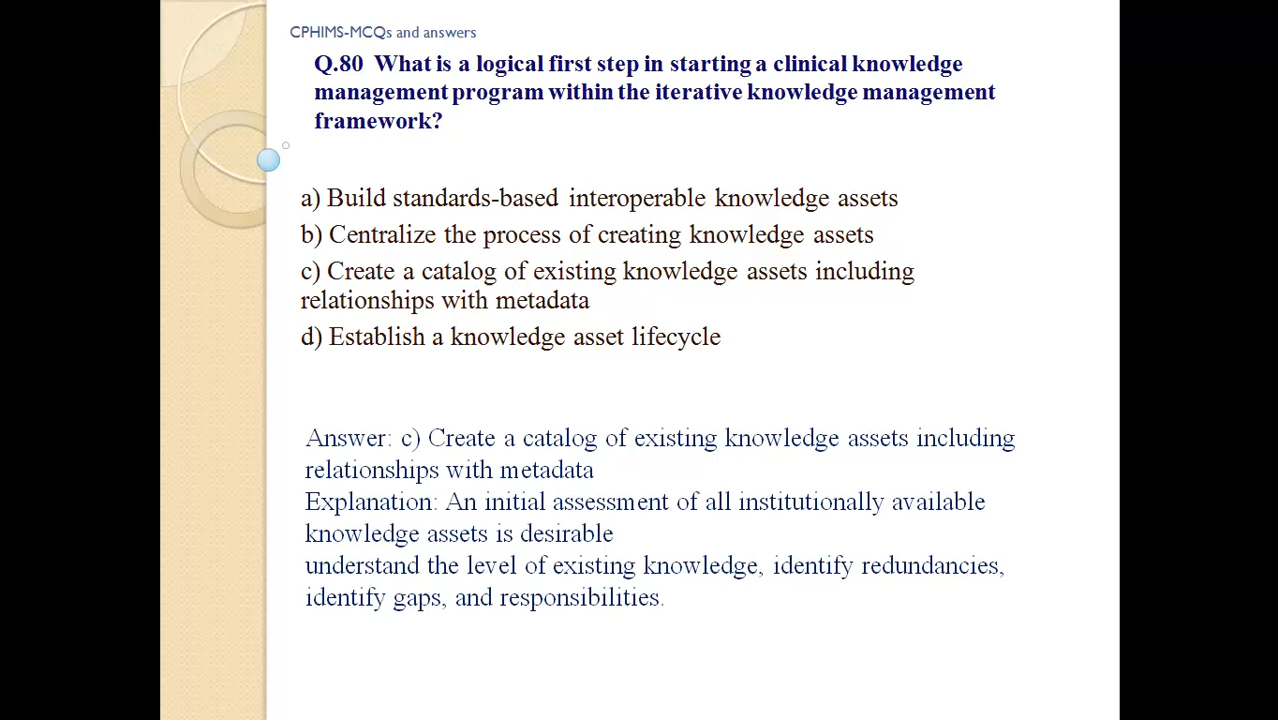 CPHIMS-MCQs and answers
Q.80 What is a logical first step in starting a clinical knowledge
management program within the iterative knowledge management
framework?
a) Build standards-based interoperable knowledge assets
b) Centralize the process of creating knowledge assets
c) Create a catalog of existing knowledge assets including
relationships with metadata
d) Establish a knowledge asset lifecycle
Answer: c) Create a catalog of existing knowledge assets including
relationships with metadata
Explanation: An initial assessment of all institutionally available
knowledge assets is desirable
understand the level of existing knowledge, identify redundancies,
identify gaps, and responsibilities.